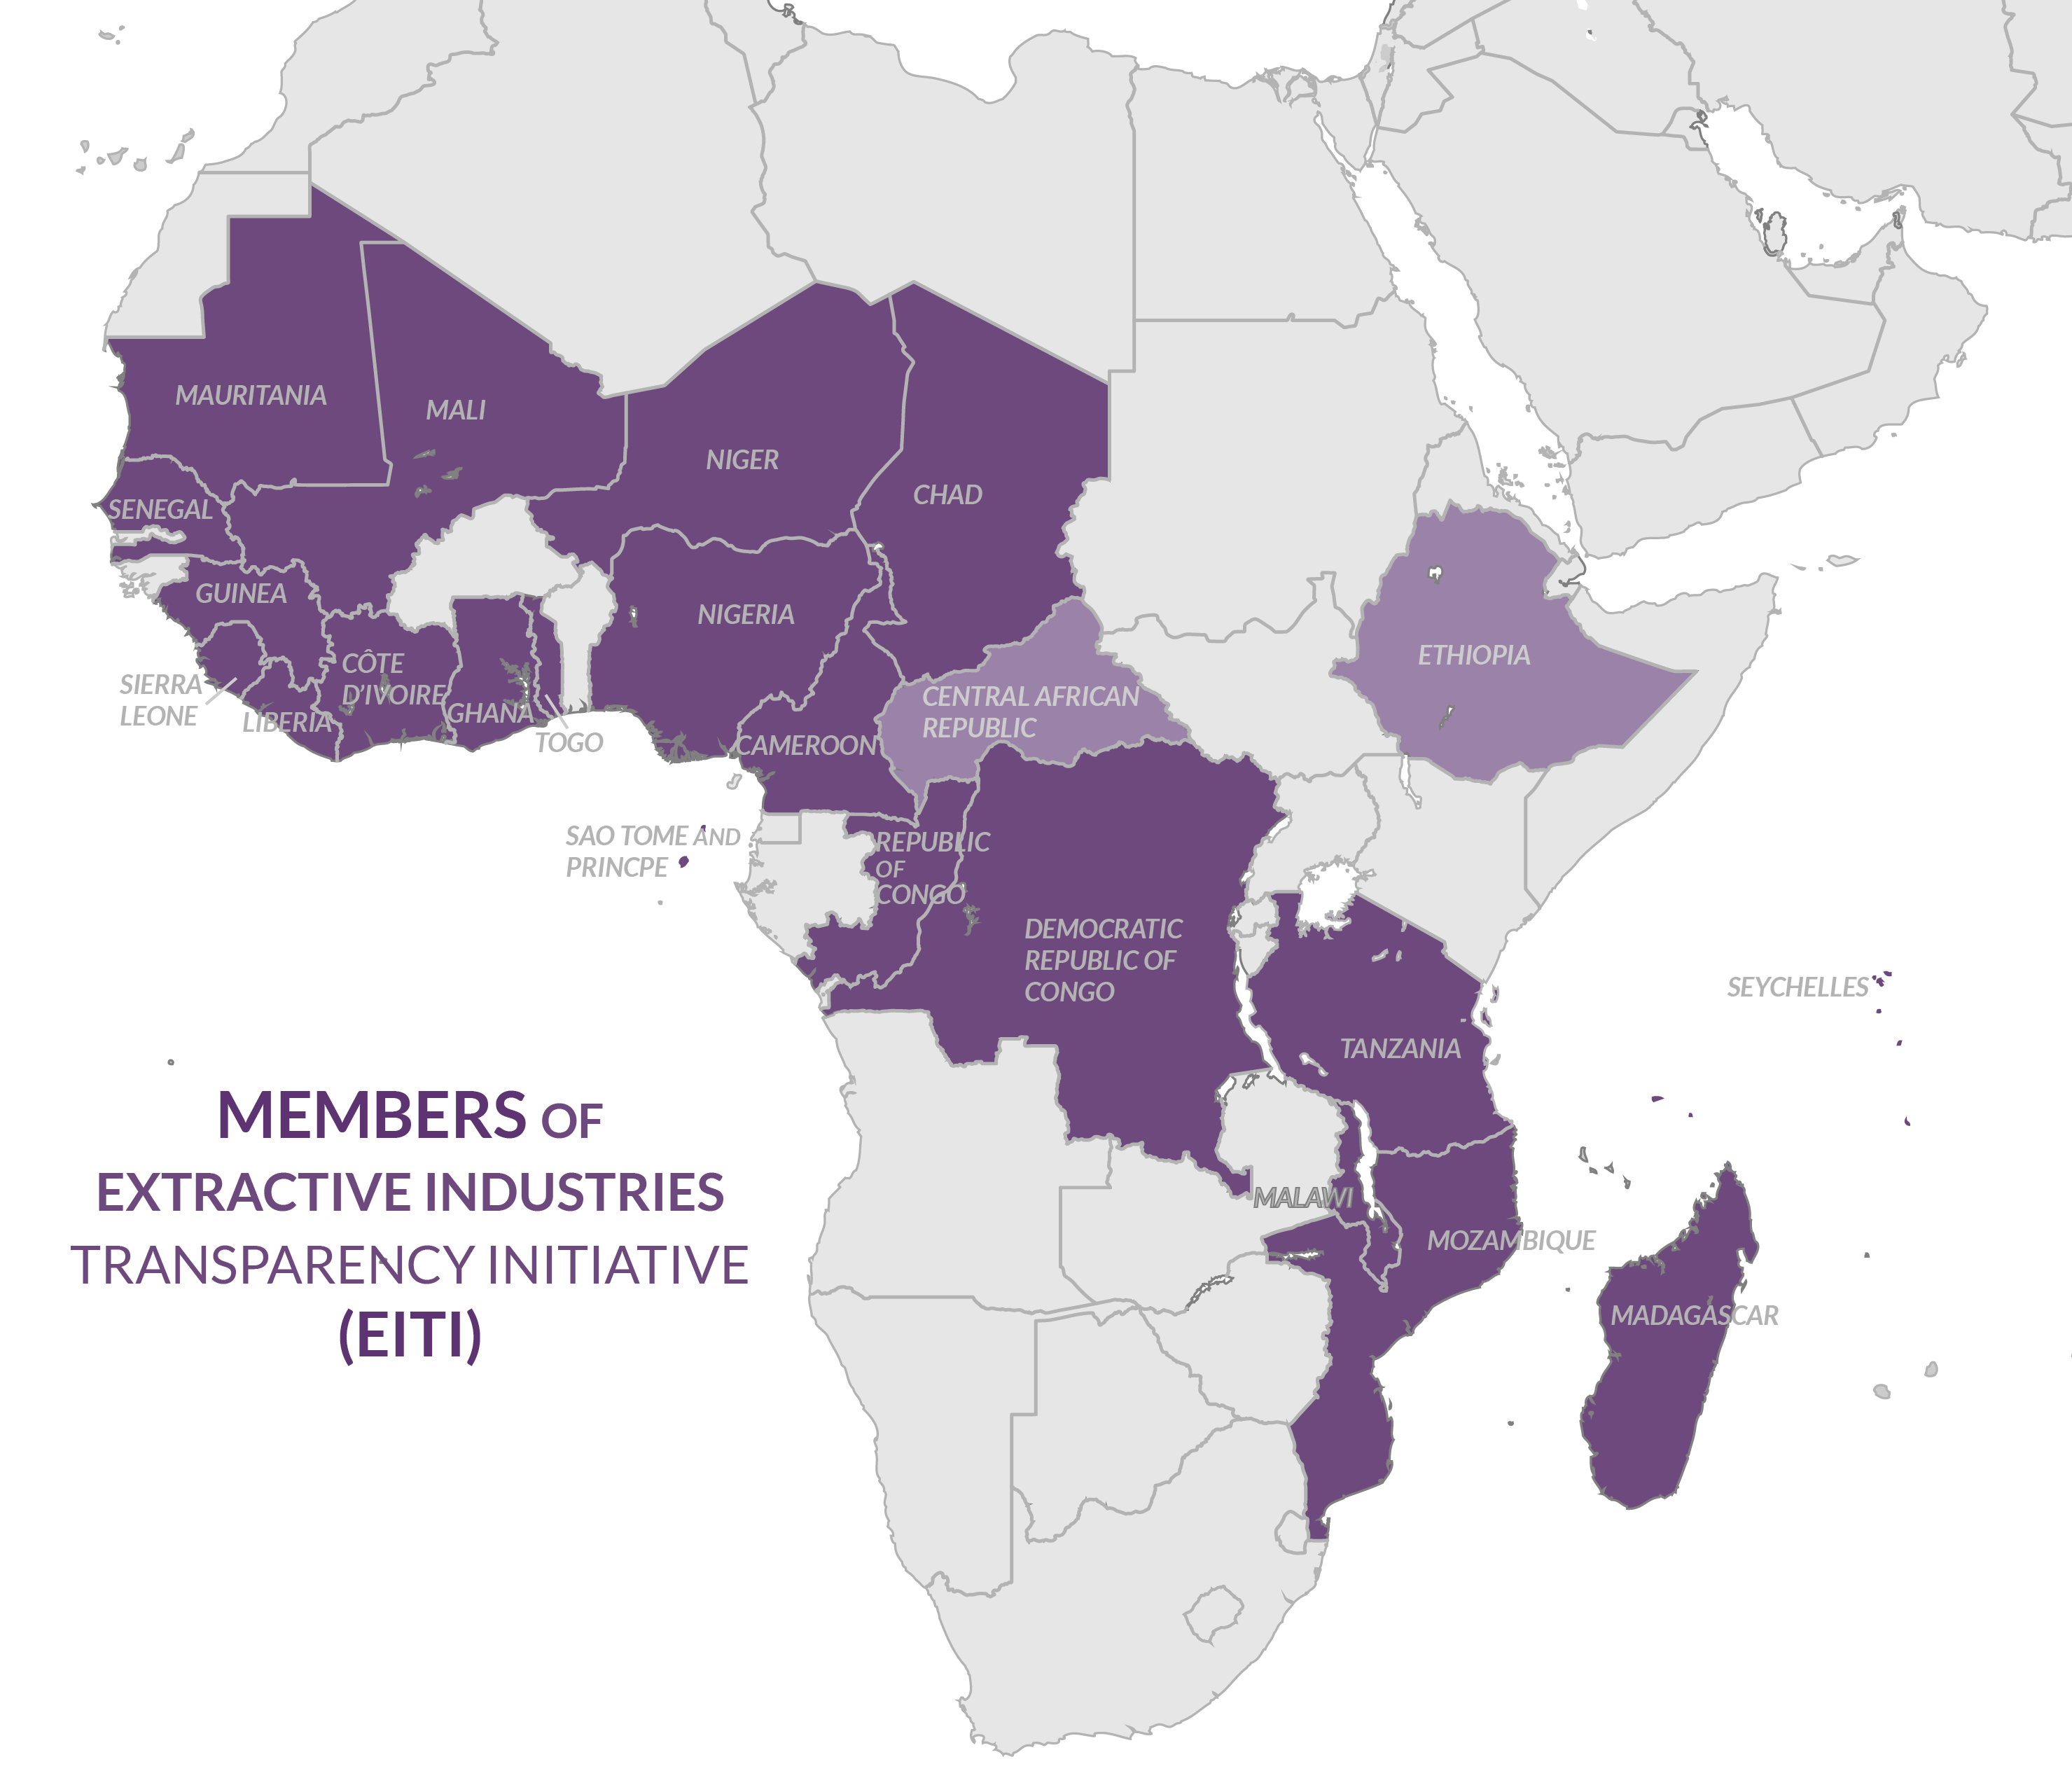 MAURITANIA
MALI
NIGER
CHAD
SENEGAL
GUINEA
NIGERIA
ETHIOPIA
SIERRA
LEONE
LIBERIA
CÔTE
D'IVOIRE
GHANA
TOGO
CENTRAL AFRICAN
REPUBLIC
CAMEROON
SAO TOME AND
PRINCPE
REPUBLIC
OF
CONGO
DEMOCRATIC
REPUBLIC OF
CONGO
SEYCHELLES
TANZANIA
MALAWI
MOZAMBIQUE
MADAGASCAR
MEMBERS OF
EXTRACTIVE INDUSTRIES
TRANSPARENCY INITIATIVE
(EITI)